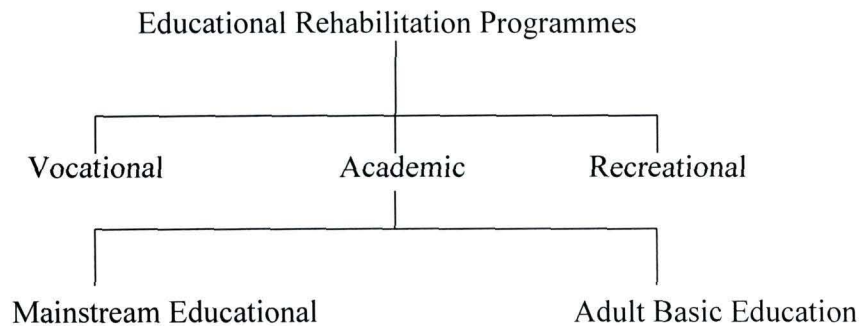 Educational Rehabilitation Programmes
Vocational Academic Recreational
Mainstream Educational Adult Basic Education